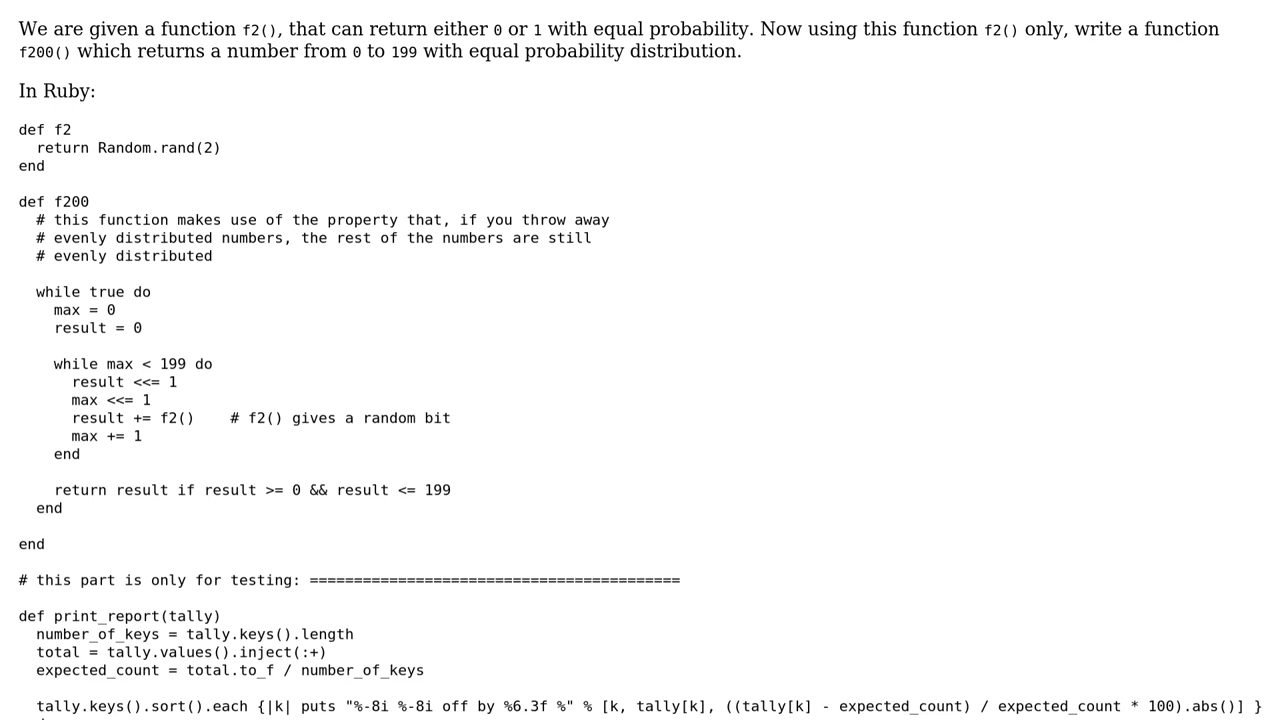 We are given a function f2(), that can return either 0 or 1 with equal probability. Now using this function f2() only, write a function
f200() which returns a number from 0 to 199 with equal probability distribution.
In Ruby:
def f2
  return Random.rand(2)
end
def f200
  # this function makes use of the property that, if you throw away
  # evenly distributed numbers, the rest of the numbers are still
  # evenly distributed
  while true do
    max = 0
    result = 0
    while max < 199 do
      result <<= 1
      max <<= 1
      result += f2()    # f2() gives a random bit
      max += 1
    end
    return result if result >= 0 && result <= 199
  end
end
# this part is only for testing: ==========================================
def print_report(tally)
  number_of_keys = tally.keys().length
  total = tally.values().inject(:+)
  expected_count = total.to_f / number_of_keys
  tally.keys().sort().each {|k| puts "%-8i %-8i off by %6.3f %" % [k, tally[k], ((tally[k] - expected_count) / expected_count * 100).abs()] }